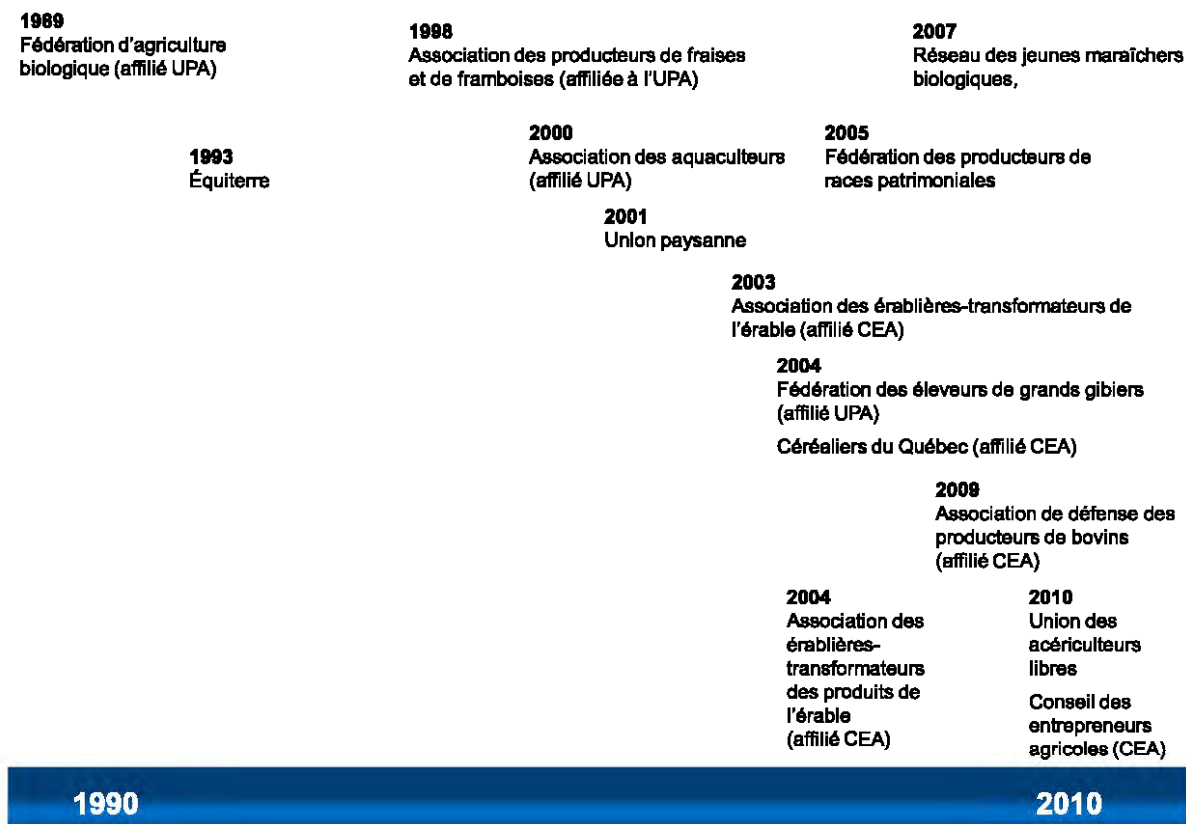 1989
Fédération d'agriculture
biologique (affilié UPA)
1998
Association des producteurs de fraises
et de framboises (affiliée à l'UPA)
2007
Réseau des jeunes maraîchers
biologiques,
1993
Équiterre
2000
Association des aquaculteurs
(affilié UPA)
2005
Fédération des producteurs de
races patrimoniales
2001
Union paysanne
2003
Association des érablières-transformateurs de
l'érable (affilié CEA)
2004
Fédération des éleveurs de grands gibiers
(affilié UPA)
Céréaliers du Québec (affilié CEA)
2009
Association de défense des
producteurs de bovins
(affilié CEA)
2004
Association des
érablières-
transformateurs
des produits de
l'érable
(affilié CEA)
2010
Union des
acériculteurs
libres
Conseil des
entrepreneurs
agricoles (CEA)
1990
2010